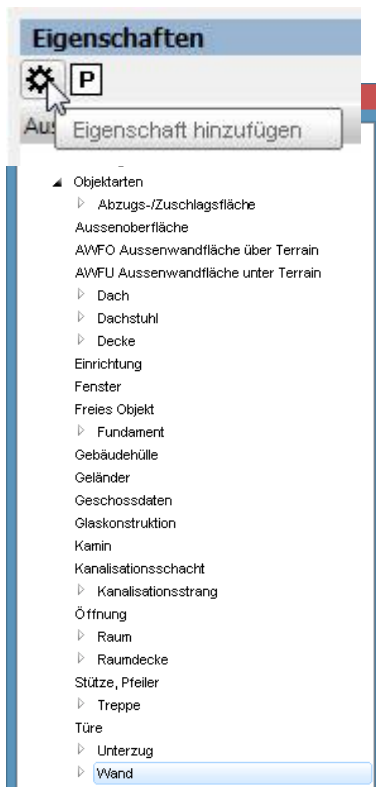 Eigenschaften
P
Aus
Eigenschaft hinzufügen
Objektarten
Abzugs-/Zuschlagsfläche
Aussenoberfläche
AWFO Aussenwandfläche über Terrain
AWFU Aussenwandfläche unter Terrain
Dach
Dachstuhl
Decke
Einrichtung
Fenster
Freies Objekt
Fundament
Gebäudehülle
Geländer
Geschossdaten
Glaskonstruktion
Kamin
Kanalisationsschacht
Kanalisationsstrang
Öffnung
Raum
Raumdecke
Stütze, Pfeiler
Treppe
Türe
Unterzug
Wand